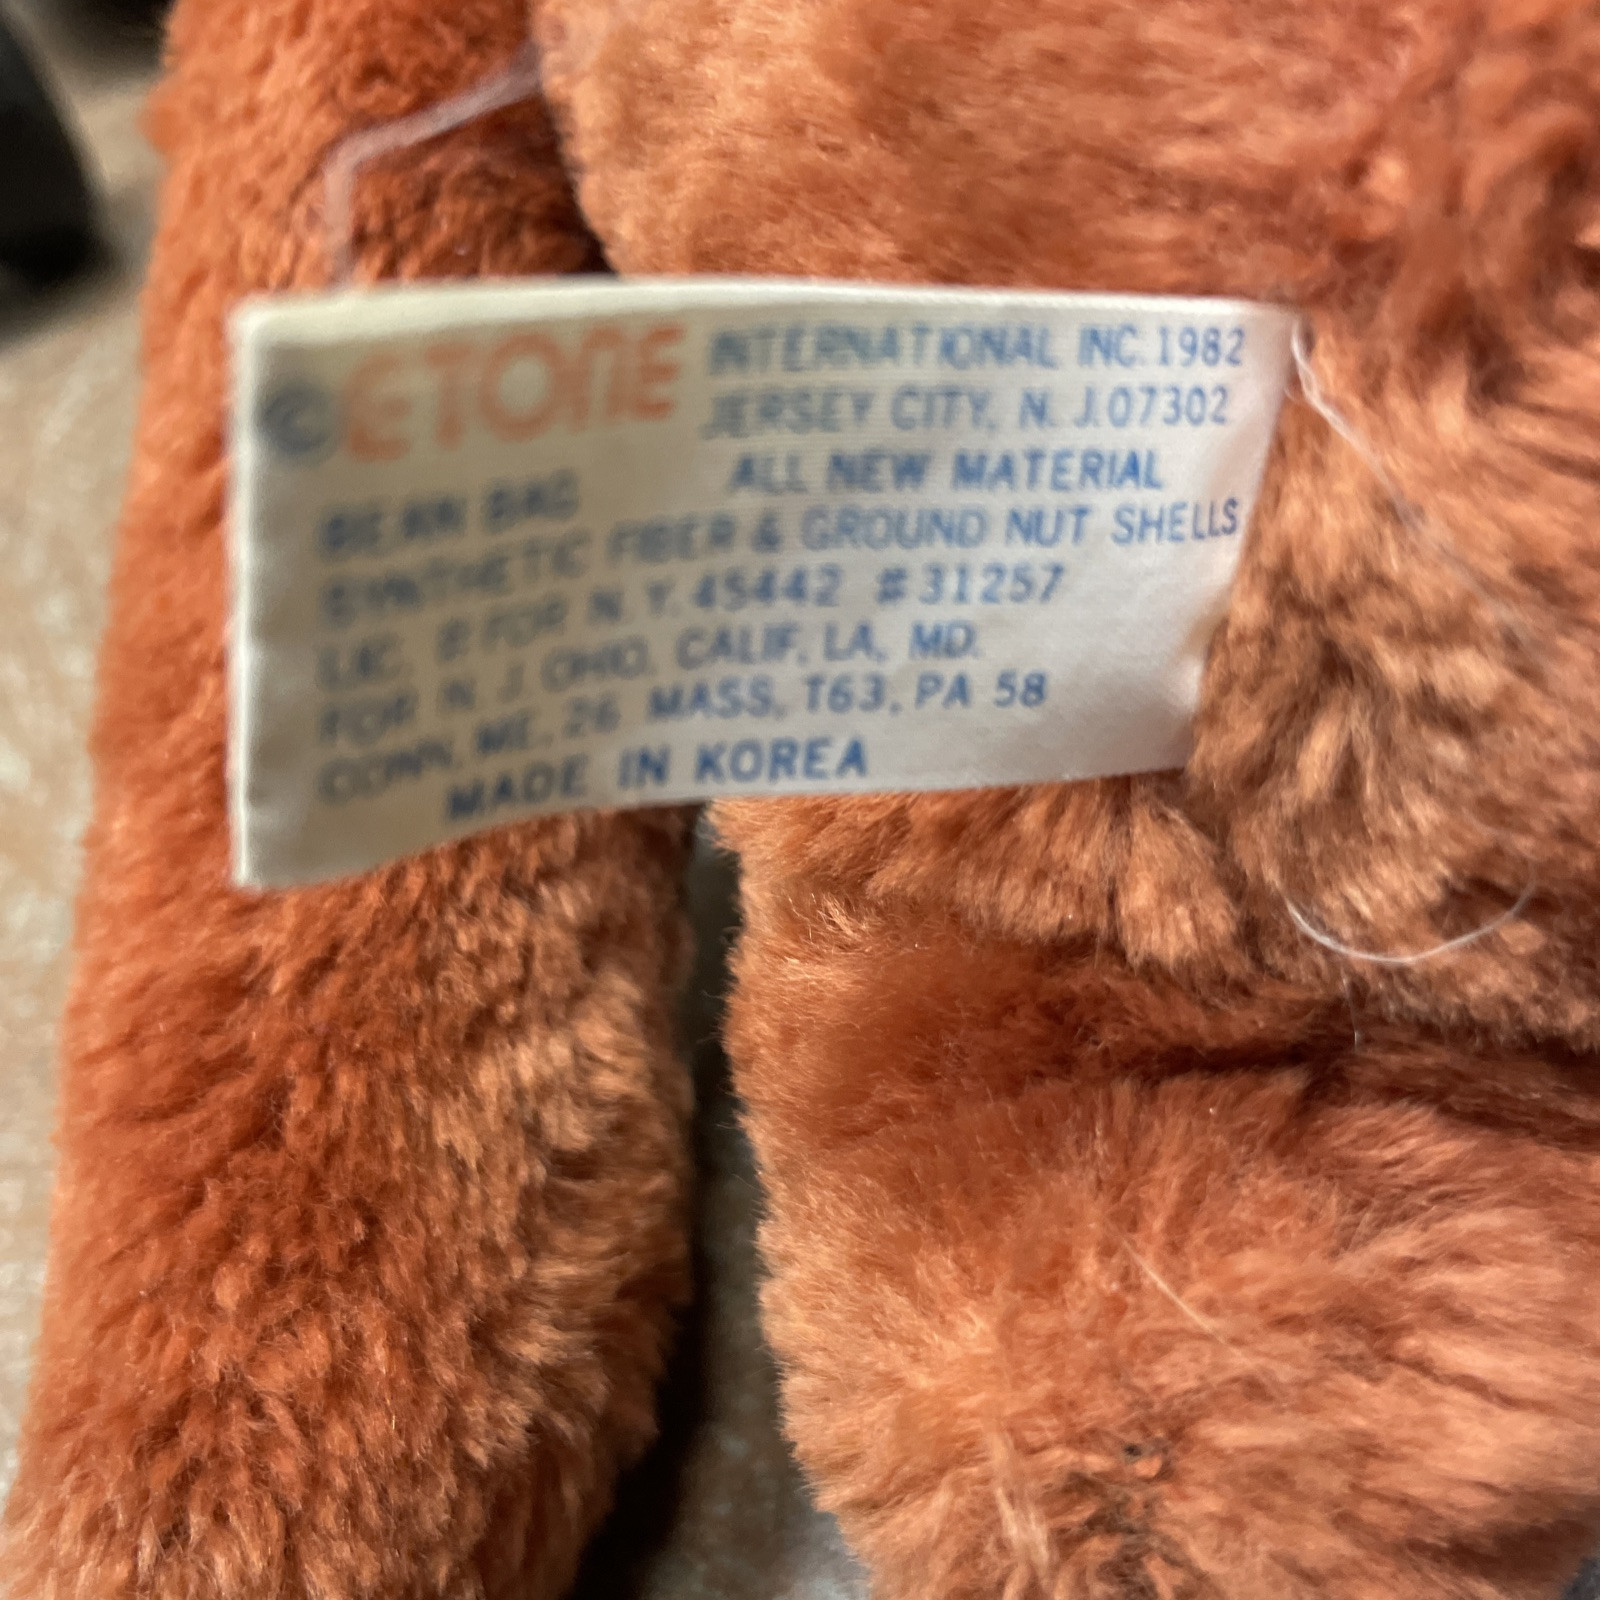 © ETONE INTERNATIONAL INC. 1982
JERSEY CITY, N. J. 07302
ALL NEW MATERIAL
BEAN BAG
SYNTHETIC FIBER & GROUND NUT SHELLS
LIC. P. FOR N. Y. 45442 #31257
FOR N. J. OHIO. CALIF, LA, MD.
CONN, ME. 26 MASS, T63, PA 58
MADE IN KOREA